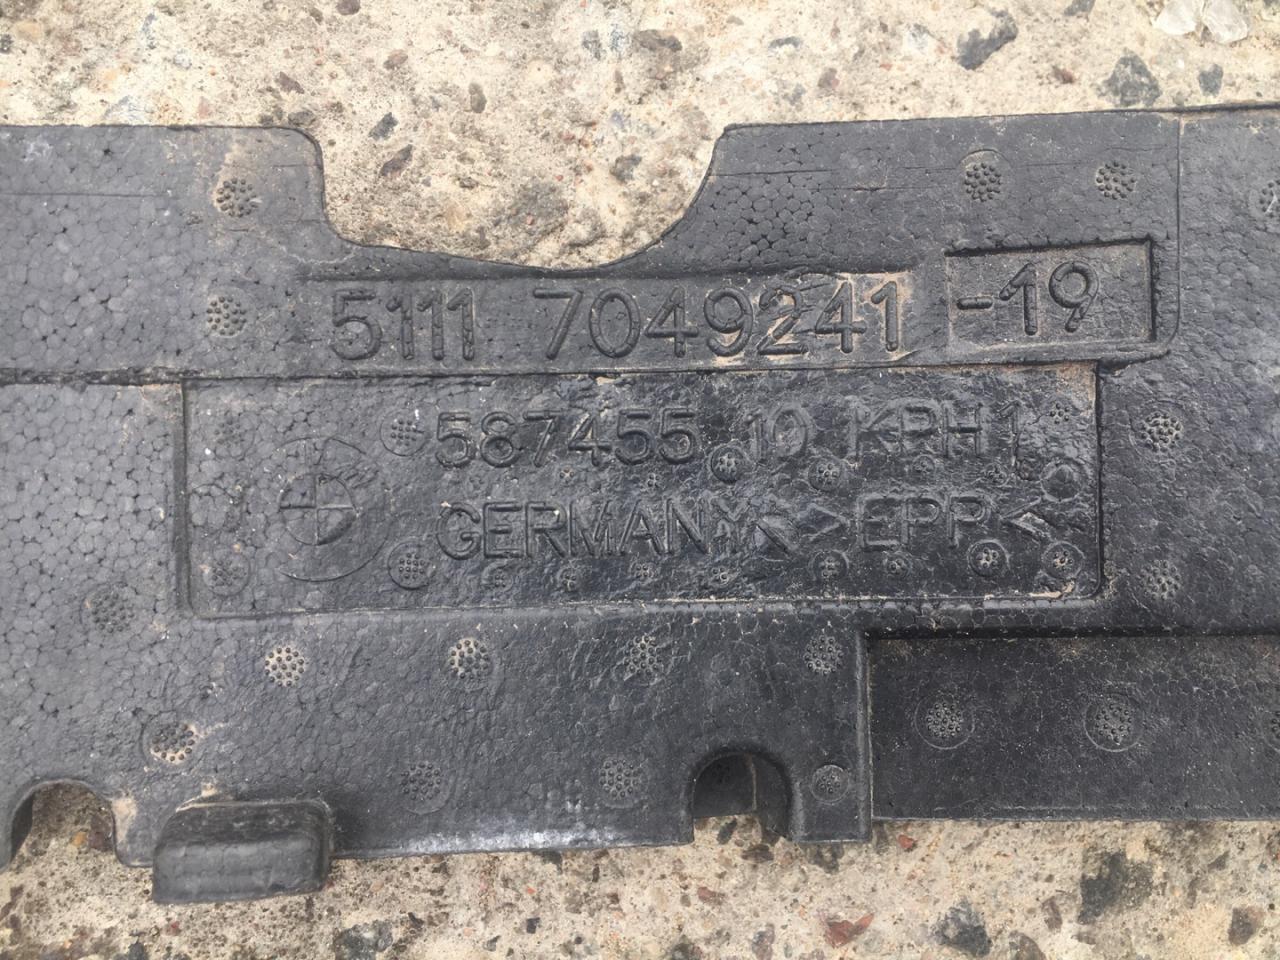 5111 7049241 -19
587455 10 KPH1
GERMANY >EPP<